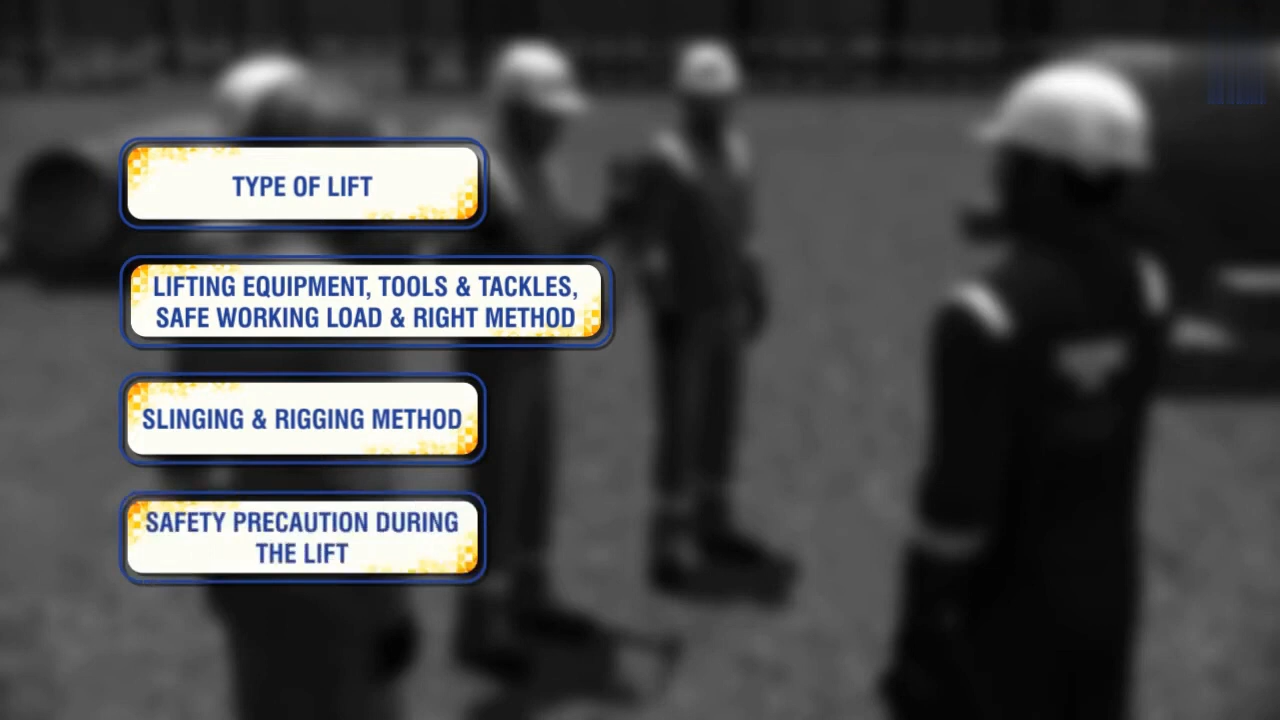 TYPE OF LIFT
LIFTING EQUIPMENT, TOOLS & TACKLES,
SAFE WORKING LOAD & RIGHT METHOD
SLINGING & RIGGING METHOD
SAFETY PRECAUTION DURING
THE LIFT